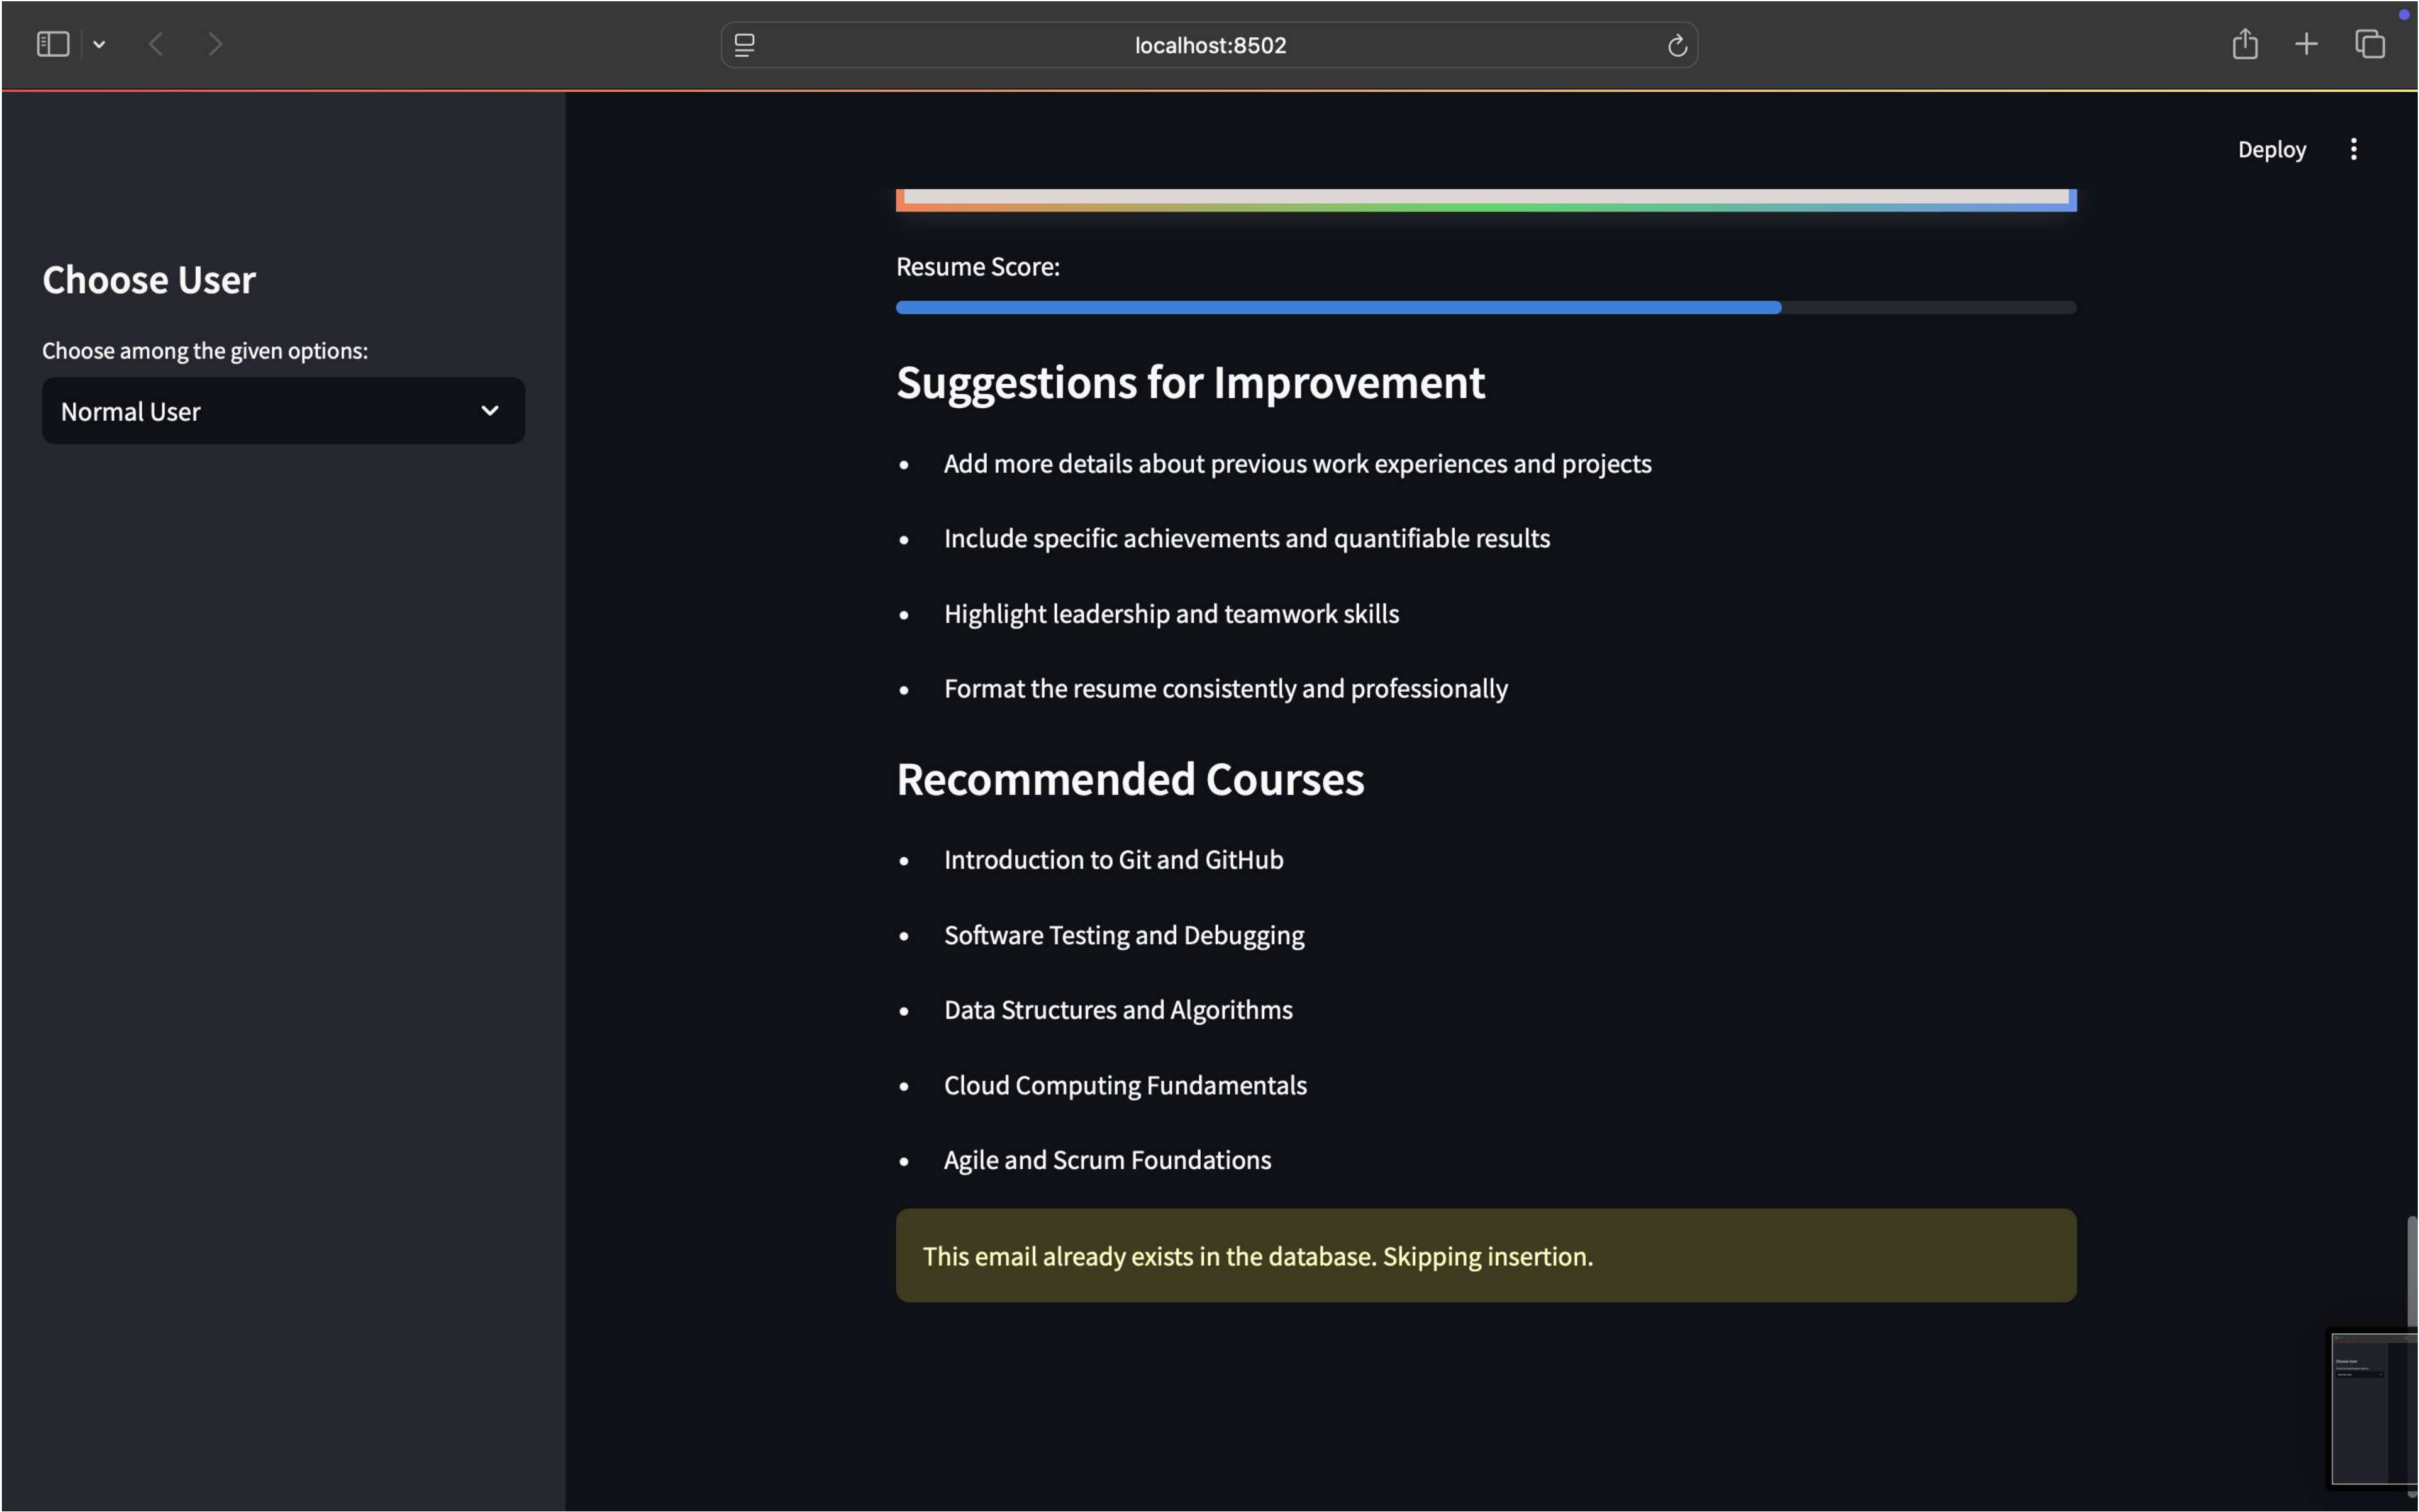 localhost:8502
Deploy
Choose User
Choose among the given options:
Normal User
Resume Score:
Suggestions for Improvement
• Add more details about previous work experiences and projects
• Include specific achievements and quantifiable results
• Highlight leadership and teamwork skills
• Format the resume consistently and professionally
Recommended Courses
• Introduction to Git and GitHub
• Software Testing and Debugging
• Data Structures and Algorithms
• Cloud Computing Fundamentals
• Agile and Scrum Foundations
This email already exists in the database. Skipping insertion.